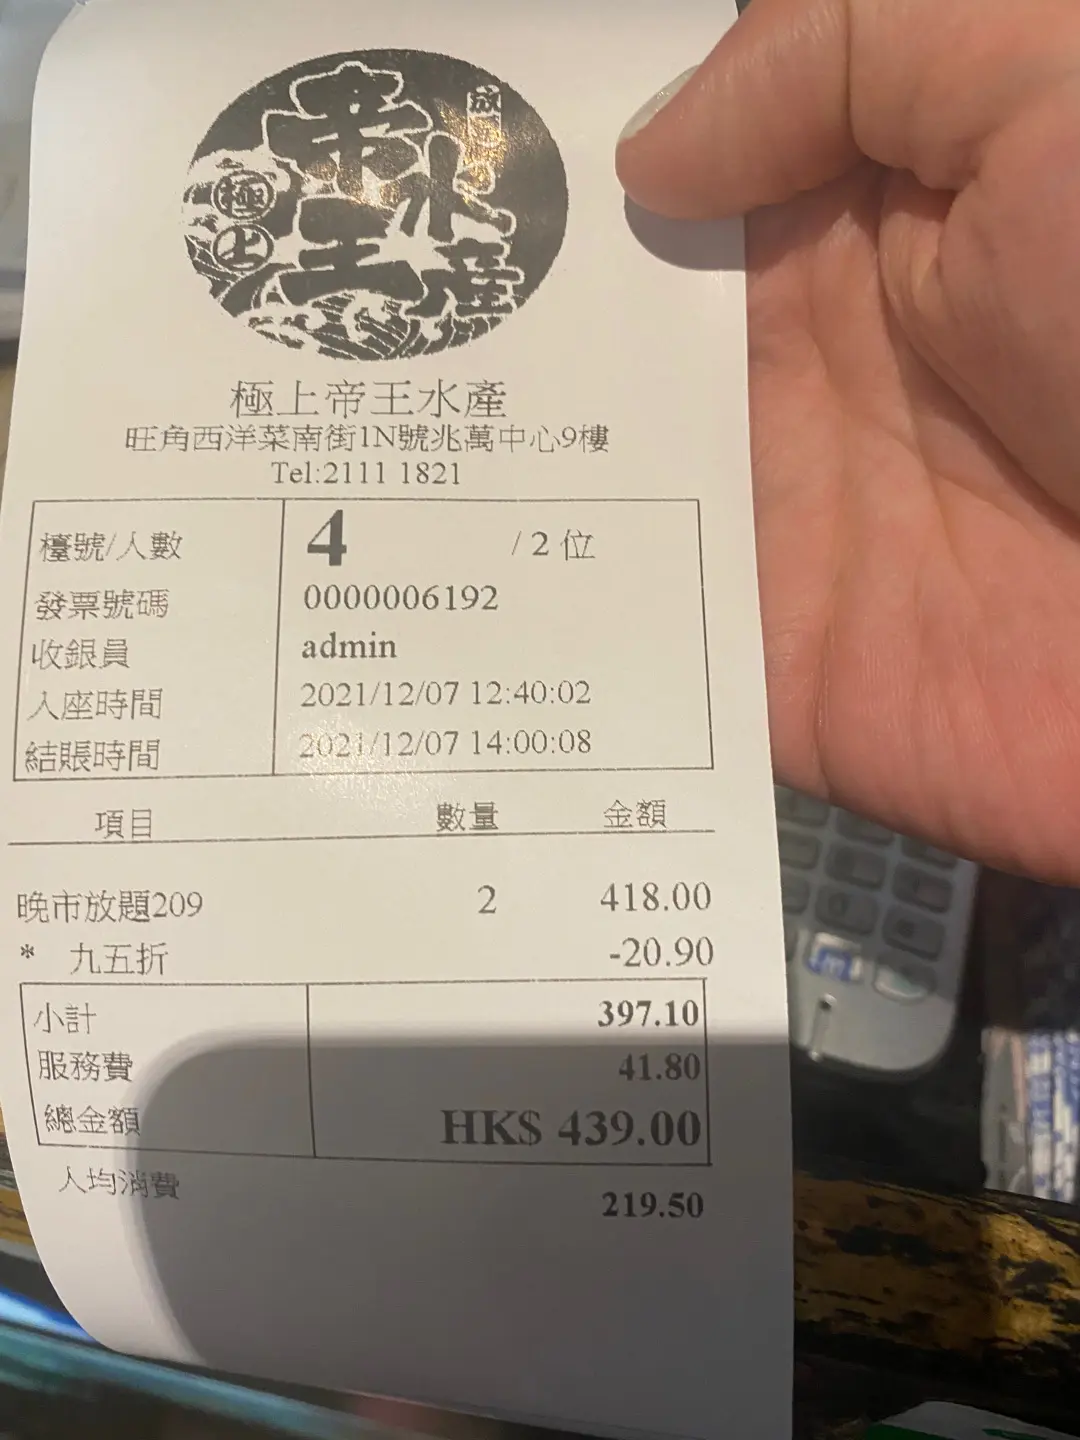 極上
帝王
水產
極上帝王水產
旺角西洋菜南街1N號兆萬中心9樓
Tel:2111 1821
檯號/人數 4 / 2 位
發票號碼 0000006192
收銀員 admin
入座時間 2021/12/07 12:40:02
結賬時間 2021/12/07 14:00:08
項目 數量 金額
晚市放題209 2 418.00
* 九五折 -20.90
小計 397.10
服務費 41.80
總金額 HK$ 439.00
人均消費 219.50